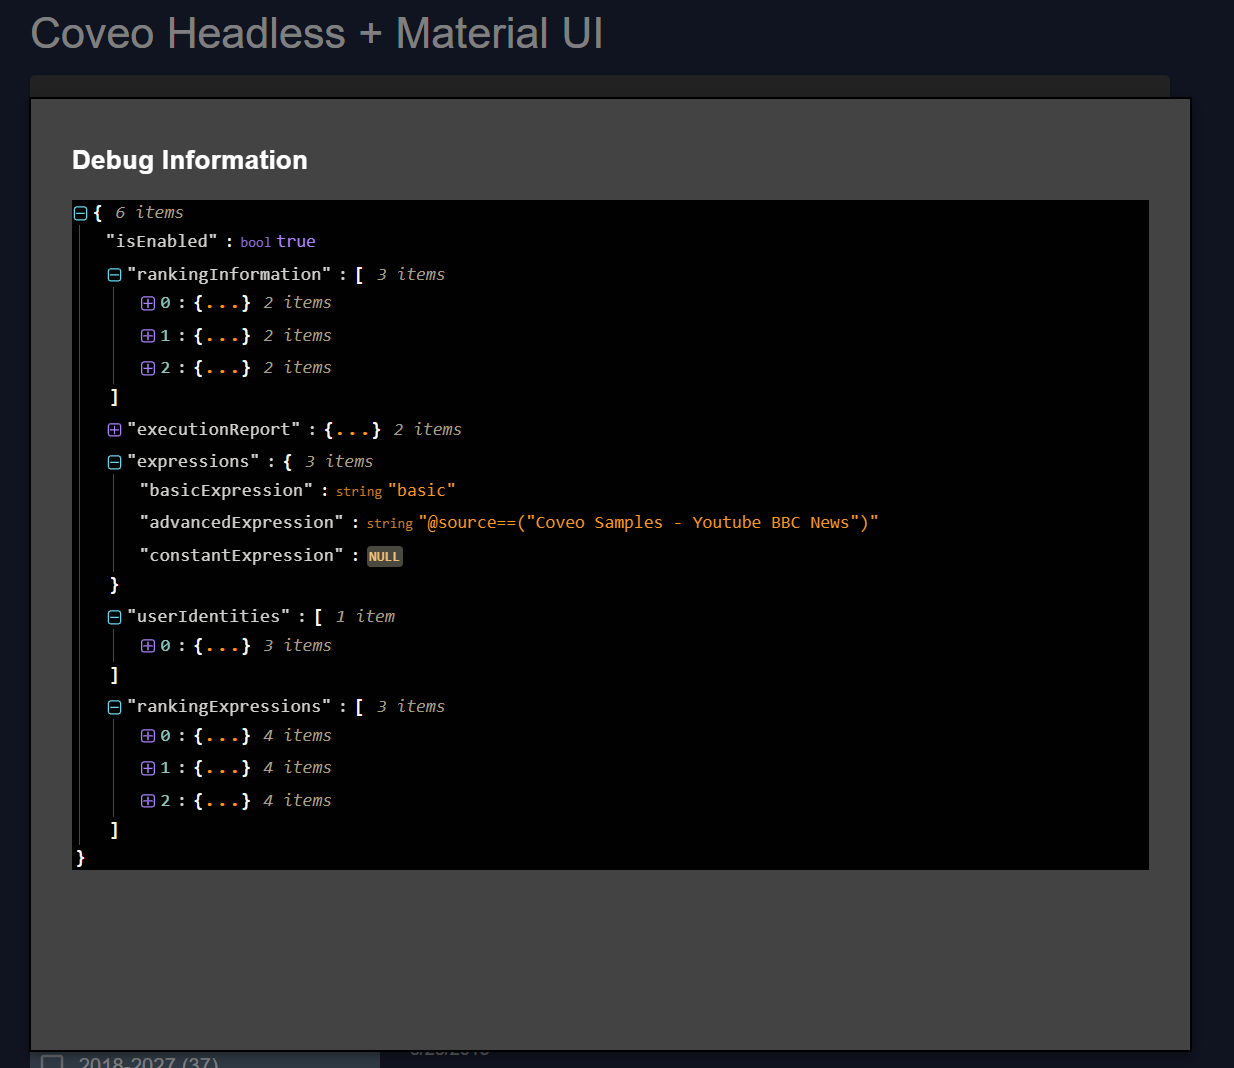 Coveo Headless + Material UI
Debug Information
{ 6 items
"isEnabled" : bool true
"rankingInformation" : [ 3 items
0 : {...} 2 items
1 : {...} 2 items
2 : {...} 2 items
]
"executionReport" : {...} 2 items
"expressions" : { 3 items
"basicExpression" : string "basic"
"advancedExpression" : string "@source==("Coveo Samples - Youtube BBC News")"
"constantExpression" : NULL
}
"userIdentities" : [ 1 item
0 : {...} 3 items
]
"rankingExpressions" : [ 3 items
0 : {...} 4 items
1 : {...} 4 items
2 : {...} 4 items
]
}
2018-2027 (37)